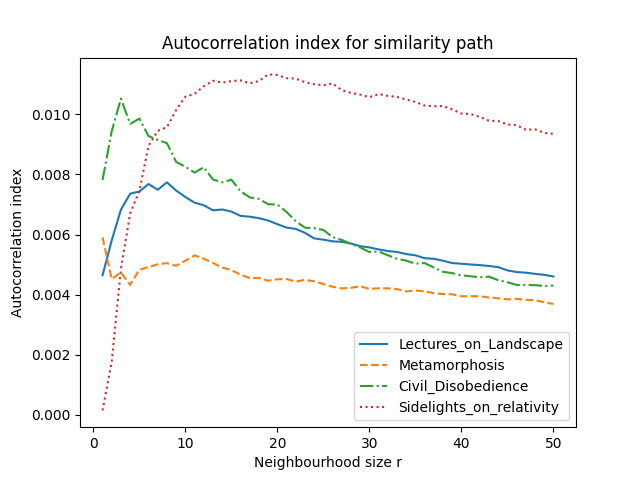 Autocorrelation index for similarity path
Autocorrelation index
0.010
0.008
0.006
0.004
0.002
0.000
0
10
20
30
40
50
Neighbourhood size r
Lectures_on_Landscape
Metamorphosis
Civil_Disobedience
Sidelights_on_relativity